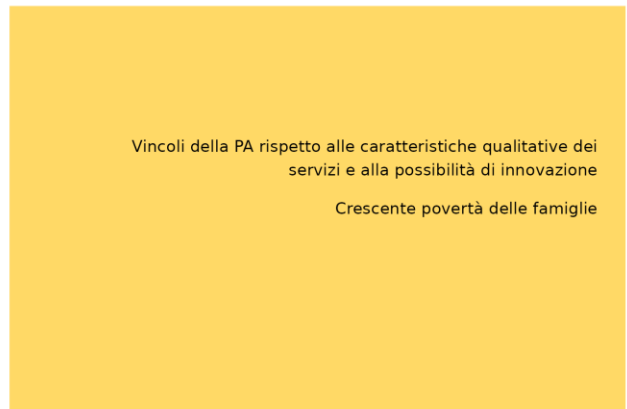 Vincoli della PA rispetto alle caratteristiche qualitative dei
servizi e alla possibilità di innovazione
Crescente povertà delle famiglie